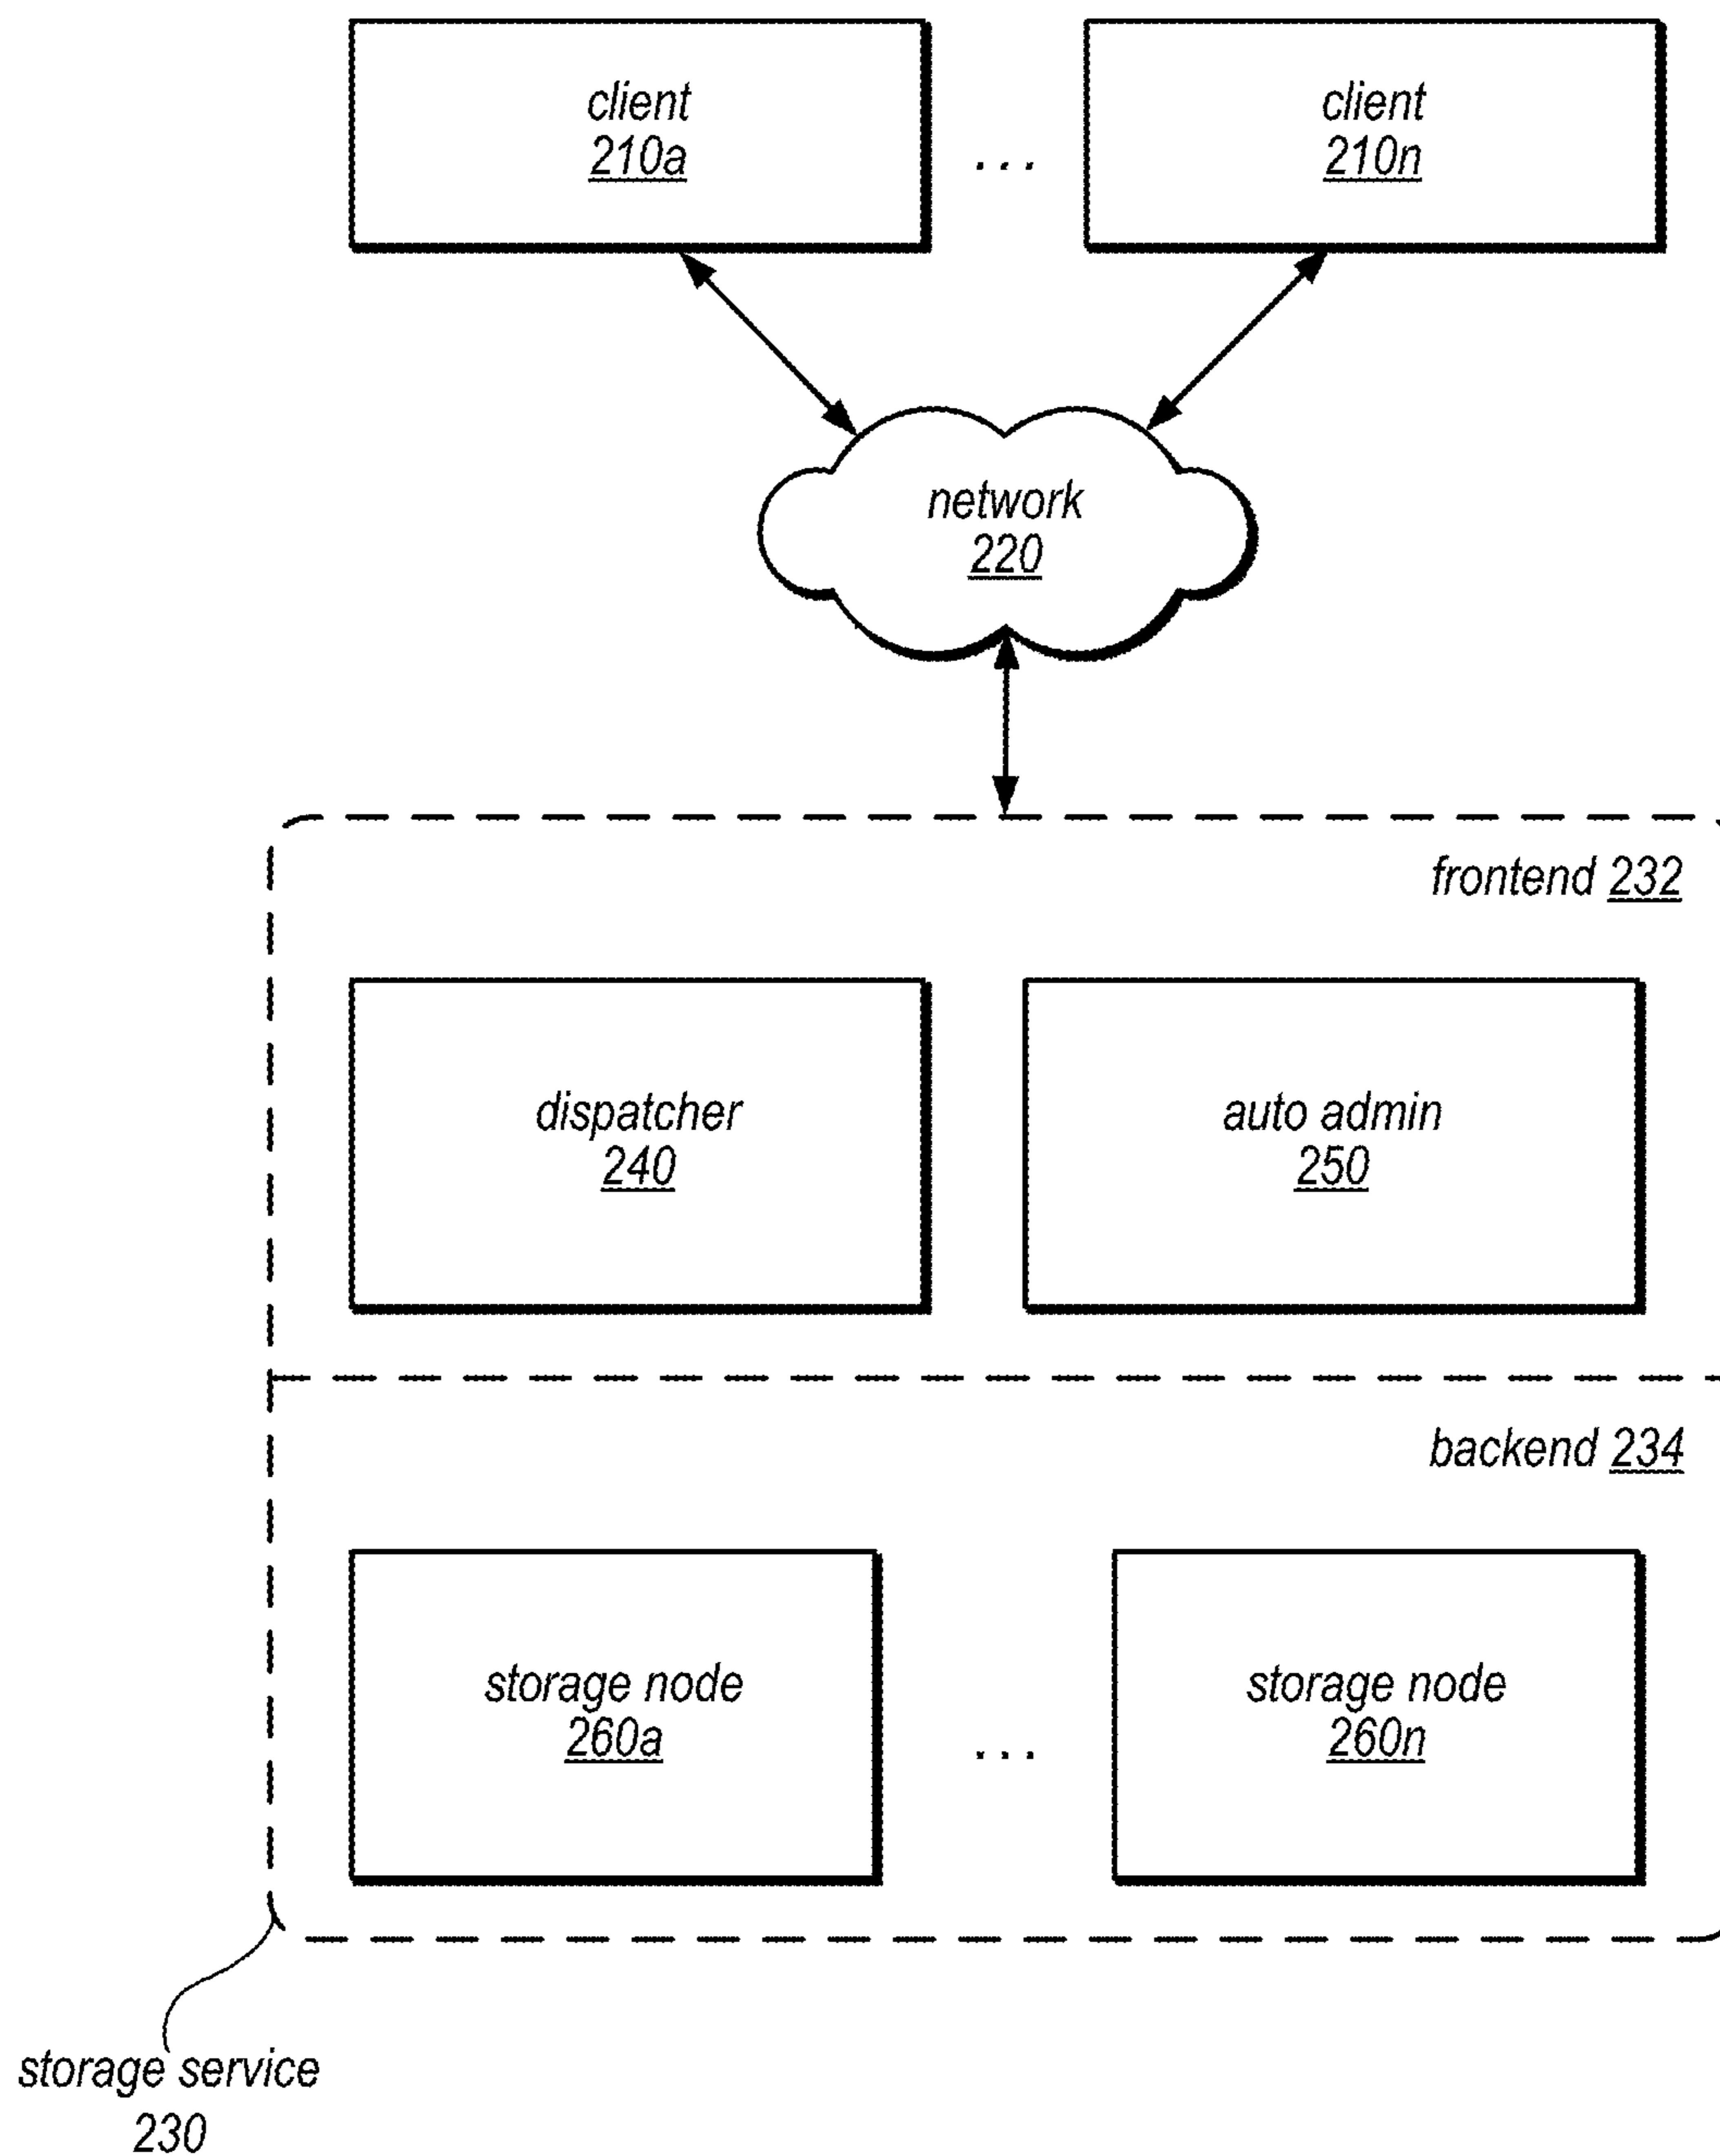 client
210a
...
client
210n
network
220
frontend 232
dispatcher
240
auto admin
250
backend 234
storage node
260a
...
storage node
260n
storage service
230